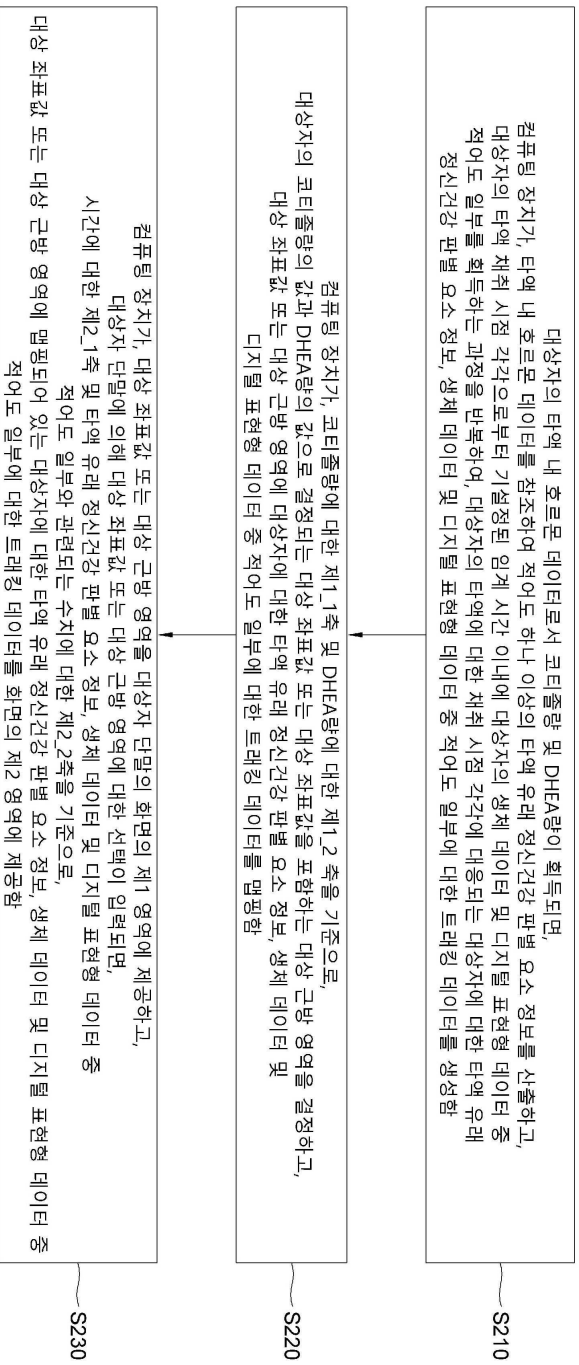 대상자의 타액 내 호르몬 데이터로서 코티졸량 및 DHEA량이 획득되면,
컴퓨팅 장치가, 타액 내 호르몬 데이터를 참조하여 적어도 하나 이상의 타액 유래 정신건강 판별 요소 정보를 산출하고,
대상자의 타액 채취 시점 각각으로부터 기설정된 임계 시간 이내에 대상자의 생체 데이터 및 디지털 표현형 데이터 중
적어도 일부를 획득하는 과정을 반복하여, 대상자의 타액에 대한 채취 시점 각각에 대응되는 대상자에 대한 타액 유래
정신건강 판별 요소 정보, 생체 데이터 및 디지털 표현형 데이터 중 적어도 일부에 대한 트래킹 데이터를 생성함
S210
컴퓨팅 장치가, 코티졸량에 대한 제1_1축 및 DHEA량에 대한 제1_2 축을 기준으로,
대상자의 코티졸량의 값과 DHEA량의 값으로 결정되는 대상 좌표값 또는 대상 좌표값을 포함하는 대상 근방 영역을 결정하고,
대상 좌표값 또는 대상 근방 영역에 대상자에 대한 타액 유래 정신건강 판별 요소 정보, 생체 데이터 및
디지털 표현형 데이터 중 적어도 일부에 대한 트래킹 데이터를 맵핑함
S220
컴퓨팅 장치가, 대상 좌표값 또는 대상 근방 영역을 대상자 단말의 화면의 제1 영역에 제공하고,
대상자 단말에 의해 대상 좌표값 또는 대상 근방 영역에 대한 선택이 입력되면,
시간에 대한 제2_1축 및 타액 유래 정신건강 판별 요소 정보, 생체 데이터 및 디지털 표현형 데이터 중
적어도 일부와 관련되는 수치에 대한 제2_2축을 기준으로,
대상 좌표값 또는 대상 근방 영역에 맵핑되어 있는 대상자에 대한 타액 유래 정신건강 판별 요소 정보, 생체 데이터 및 디지털 표현형 데이터 중
적어도 일부에 대한 트래킹 데이터를 화면의 제2 영역에 제공함
S230